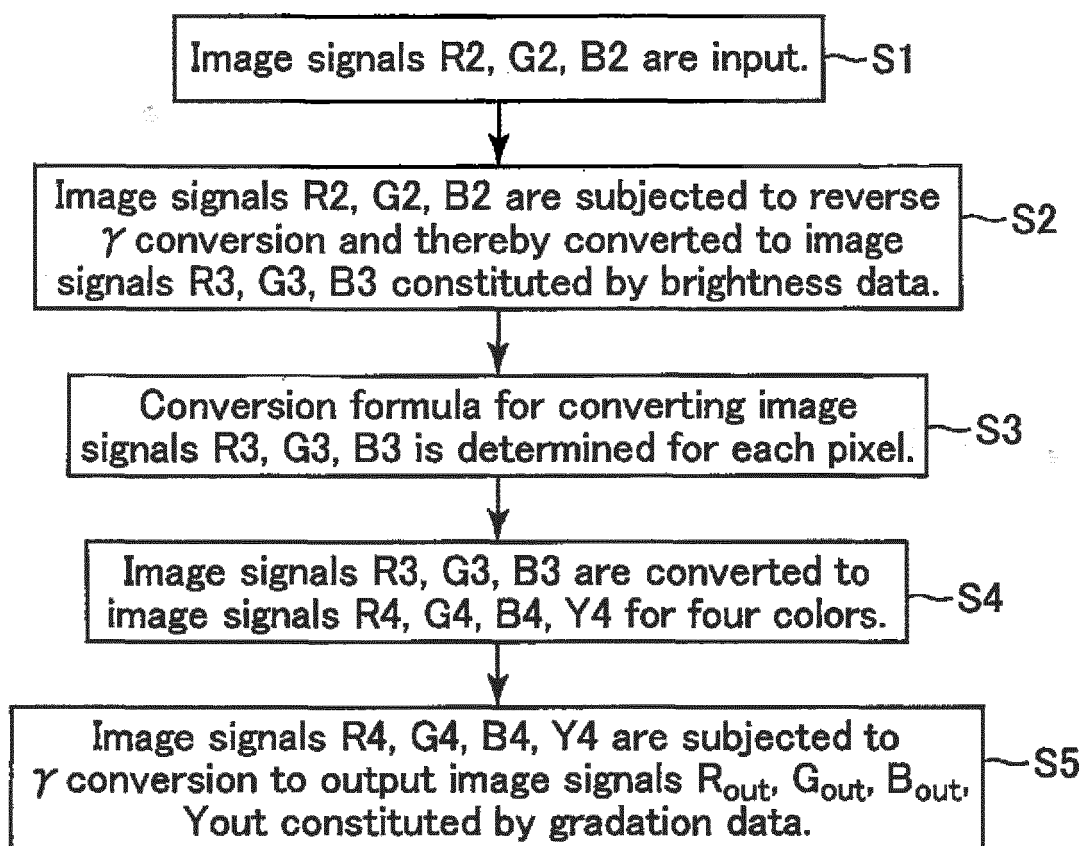 Image signals R2, G2, B2 are input.
S1
Image signals R2, G2, B2 are subjected to reverse
γ conversion and thereby converted to image
signals R3, G3, B3 constituted by brightness data.
S2
Conversion formula for converting image
signals R3, G3, B3 is determined for each pixel.
S3
Image signals R3, G3, B3 are converted to
image signals R4, G4, B4, Y4 for four colors.
S4
Image signals R4, G4, B4, Y4 are subjected to
γ conversion to output image signals Rout, Gout, Bout,
Yout constituted by gradation data.
S5